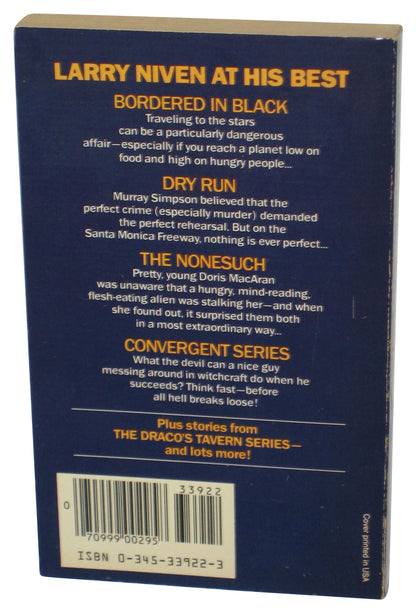 LARRY NIVEN AT HIS BEST
BORDERED IN BLACK
Traveling to the stars
can be a particularly dangerous
affair—especially if you reach a planet low on
food and high on hungry people...
DRY RUN
Murray Simpson believed that the
perfect crime (especially murder) demanded
the perfect rehearsal. But on the
Santa Monica Freeway, nothing is ever perfect...
THE NONESUCH
Pretty, young Doris MacAran
was unaware that a hungry, mind-reading,
flesh-eating alien was stalking her—and when
she found out, it surprised them both
in a most extraordinary way...
CONVERGENT SERIES
What the devil can a nice guy
messing around in witchcraft do when he
succeeds? Think fast—before
all hell breaks loose!
Plus stories from
THE DRACO'S TAVERN SERIES—
and lots more!
33922
0
70999 00295
ISBN 0-345-33922-3
Cover printed in USA